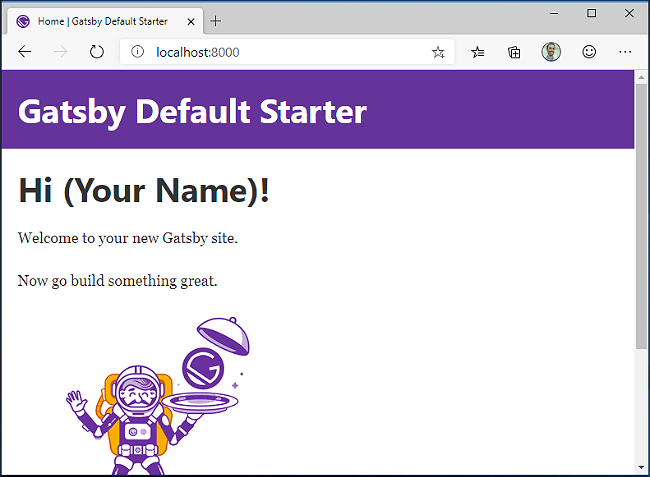 Home | Gatsby Default Starter
localhost:8000
Gatsby Default Starter
Hi (Your Name)!
Welcome to your new Gatsby site.
Now go build something great.